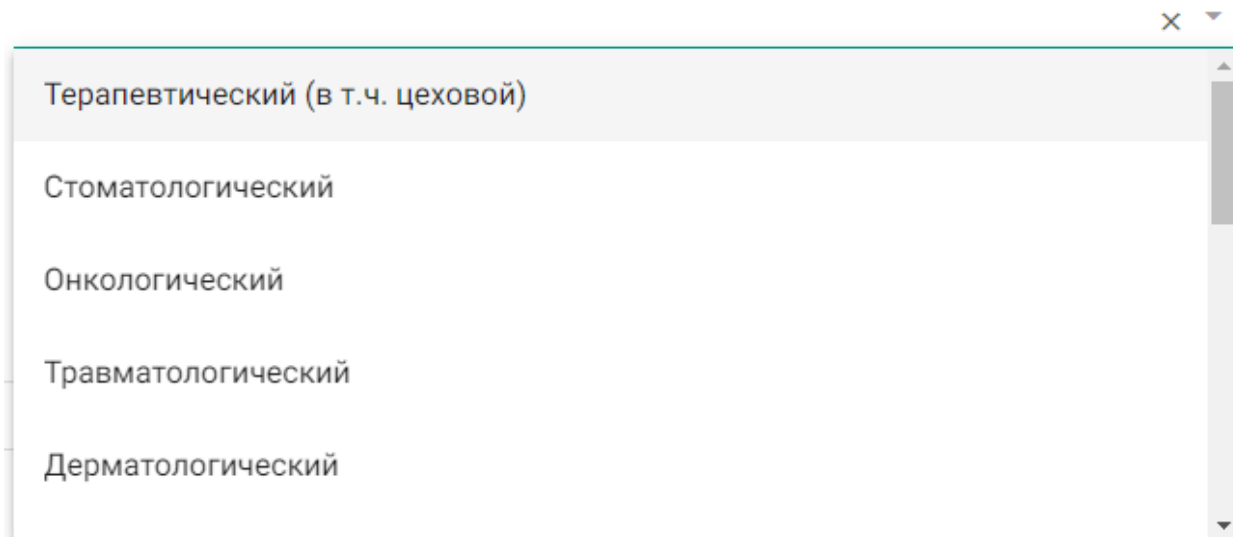 Терапевтический (в т.ч. цеховой)
Стоматологический
Онкологический
Травматологический
Дерматологический